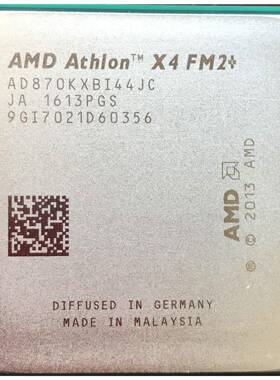 AMD Athlon™ X4 FM2+
AD870KXBI44JC
JA 1613PGS
9GI7021D60356
AMD
© 2013 AMD
DIFFUSED IN GERMANY
MADE IN MALAYSIA